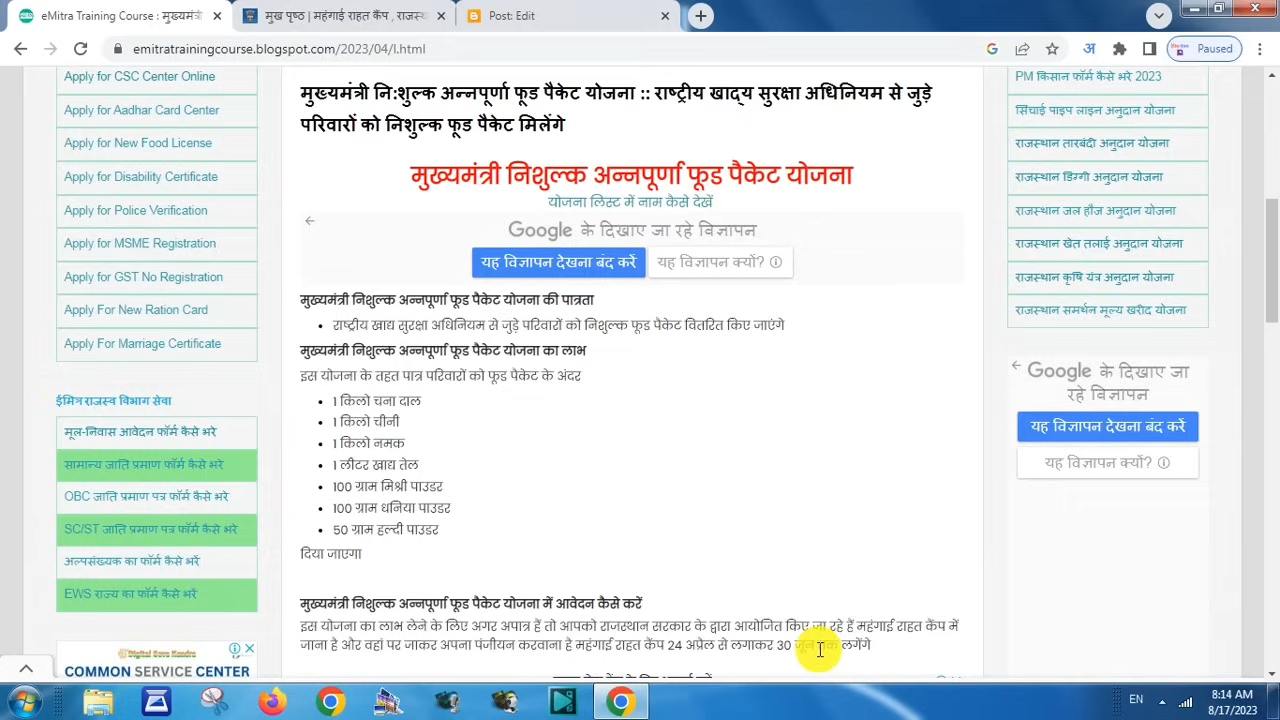 eMitra Training Course : मुख्यमंत्री
मुख पृष्ठ | महंगाई राहत कैंप , राजस्थ
Post: Edit
emitratrainingcourse.blogspot.com/2023/04/l.html
Paused
Apply for CSC Center Online
Apply for Aadhar Card Center
Apply for New Food License
Apply for Disability Certificate
Apply for Police Verification
Apply for MSME Registration
Apply for GST No Registration
Apply For New Ration Card
Apply For Marriage Certificate
ईमित्र राजस्व विभाग सेवा
मूल-निवास आवेदन फॉर्म कैसे भरे
सामान्य जाति प्रमाण फॉर्म कैसे भरे
OBC जाति प्रमाण पत्र फॉर्म कैसे भरे
SC/ST जाति प्रमाण पत्र फॉर्म कैसे भरे
अल्पसंख्यक का फॉर्म कैसे भरें
EWS राज्य का फॉर्म कैसे भरें
Digital Guru Kendra
COMMON SERVICE CENTER
मुख्यमंत्री नि:शुल्क अन्नपूर्णा फूड पैकेट योजना :: राष्ट्रीय खाद्य सुरक्षा अधिनियम से जुड़े
परिवारों को निशुल्क फूड पैकेट मिलेंगे
मुख्यमंत्री निशुल्क अन्नपूर्णा फूड पैकेट योजना
योजना लिस्ट में नाम कैसे देखें
Google के दिखाए जा रहे विज्ञापन
यह विज्ञापन देखना बंद करें
यह विज्ञापन क्यों?
मुख्यमंत्री निशुल्क अन्नपूर्णा फूड पैकेट योजना की पात्रता
राष्ट्रीय खाद्य सुरक्षा अधिनियम से जुड़े परिवारों को निशुल्क फूड पैकेट वितरित किए जाएंगे
मुख्यमंत्री निशुल्क अन्नपूर्णा फूड पैकेट योजना का लाभ
इस योजना के तहत पात्र परिवारों को फूड पैकेट के अंदर
1 किलो चना दाल
1 किलो चीनी
1 किलो नमक
1 लीटर खाद्य तेल
100 ग्राम मिश्री पाउडर
100 ग्राम धनिया पाउडर
50 ग्राम हल्दी पाउडर
दिया जाएगा
मुख्यमंत्री निशुल्क अन्नपूर्णा फूड पैकेट योजना में आवेदन कैसे करें
इस योजना का लाभ लेने के लिए अगर अपात्र हैं तो आपको राजस्थान सरकार के द्वारा आयोजित किए जा रहे हैं महंगाई राहत कैंप में
जाना है और वहां पर जाकर अपना पंजीयन करवाना है महंगाई राहत कैंप 24 अप्रैल से लगाकर 30 जून तक लगेंगे
PM किसान फॉर्म कैसे भरे 2023
सिंचाई पाइप लाइन अनुदान योजना
राजस्थान तारबंदी अनुदान योजना
राजस्थान डिग्गी अनुदान योजना
राजस्थान जल हौज अनुदान योजना
राजस्थान खेत तलाई अनुदान योजना
राजस्थान कृषि यंत्र अनुदान योजना
राजस्थान समर्थन मूल्य खरीद योजना
Google के दिखाए जा
रहे विज्ञापन
यह विज्ञापन देखना बंद करें
यह विज्ञापन क्यों?
EN
8:14 AM
8/17/2023